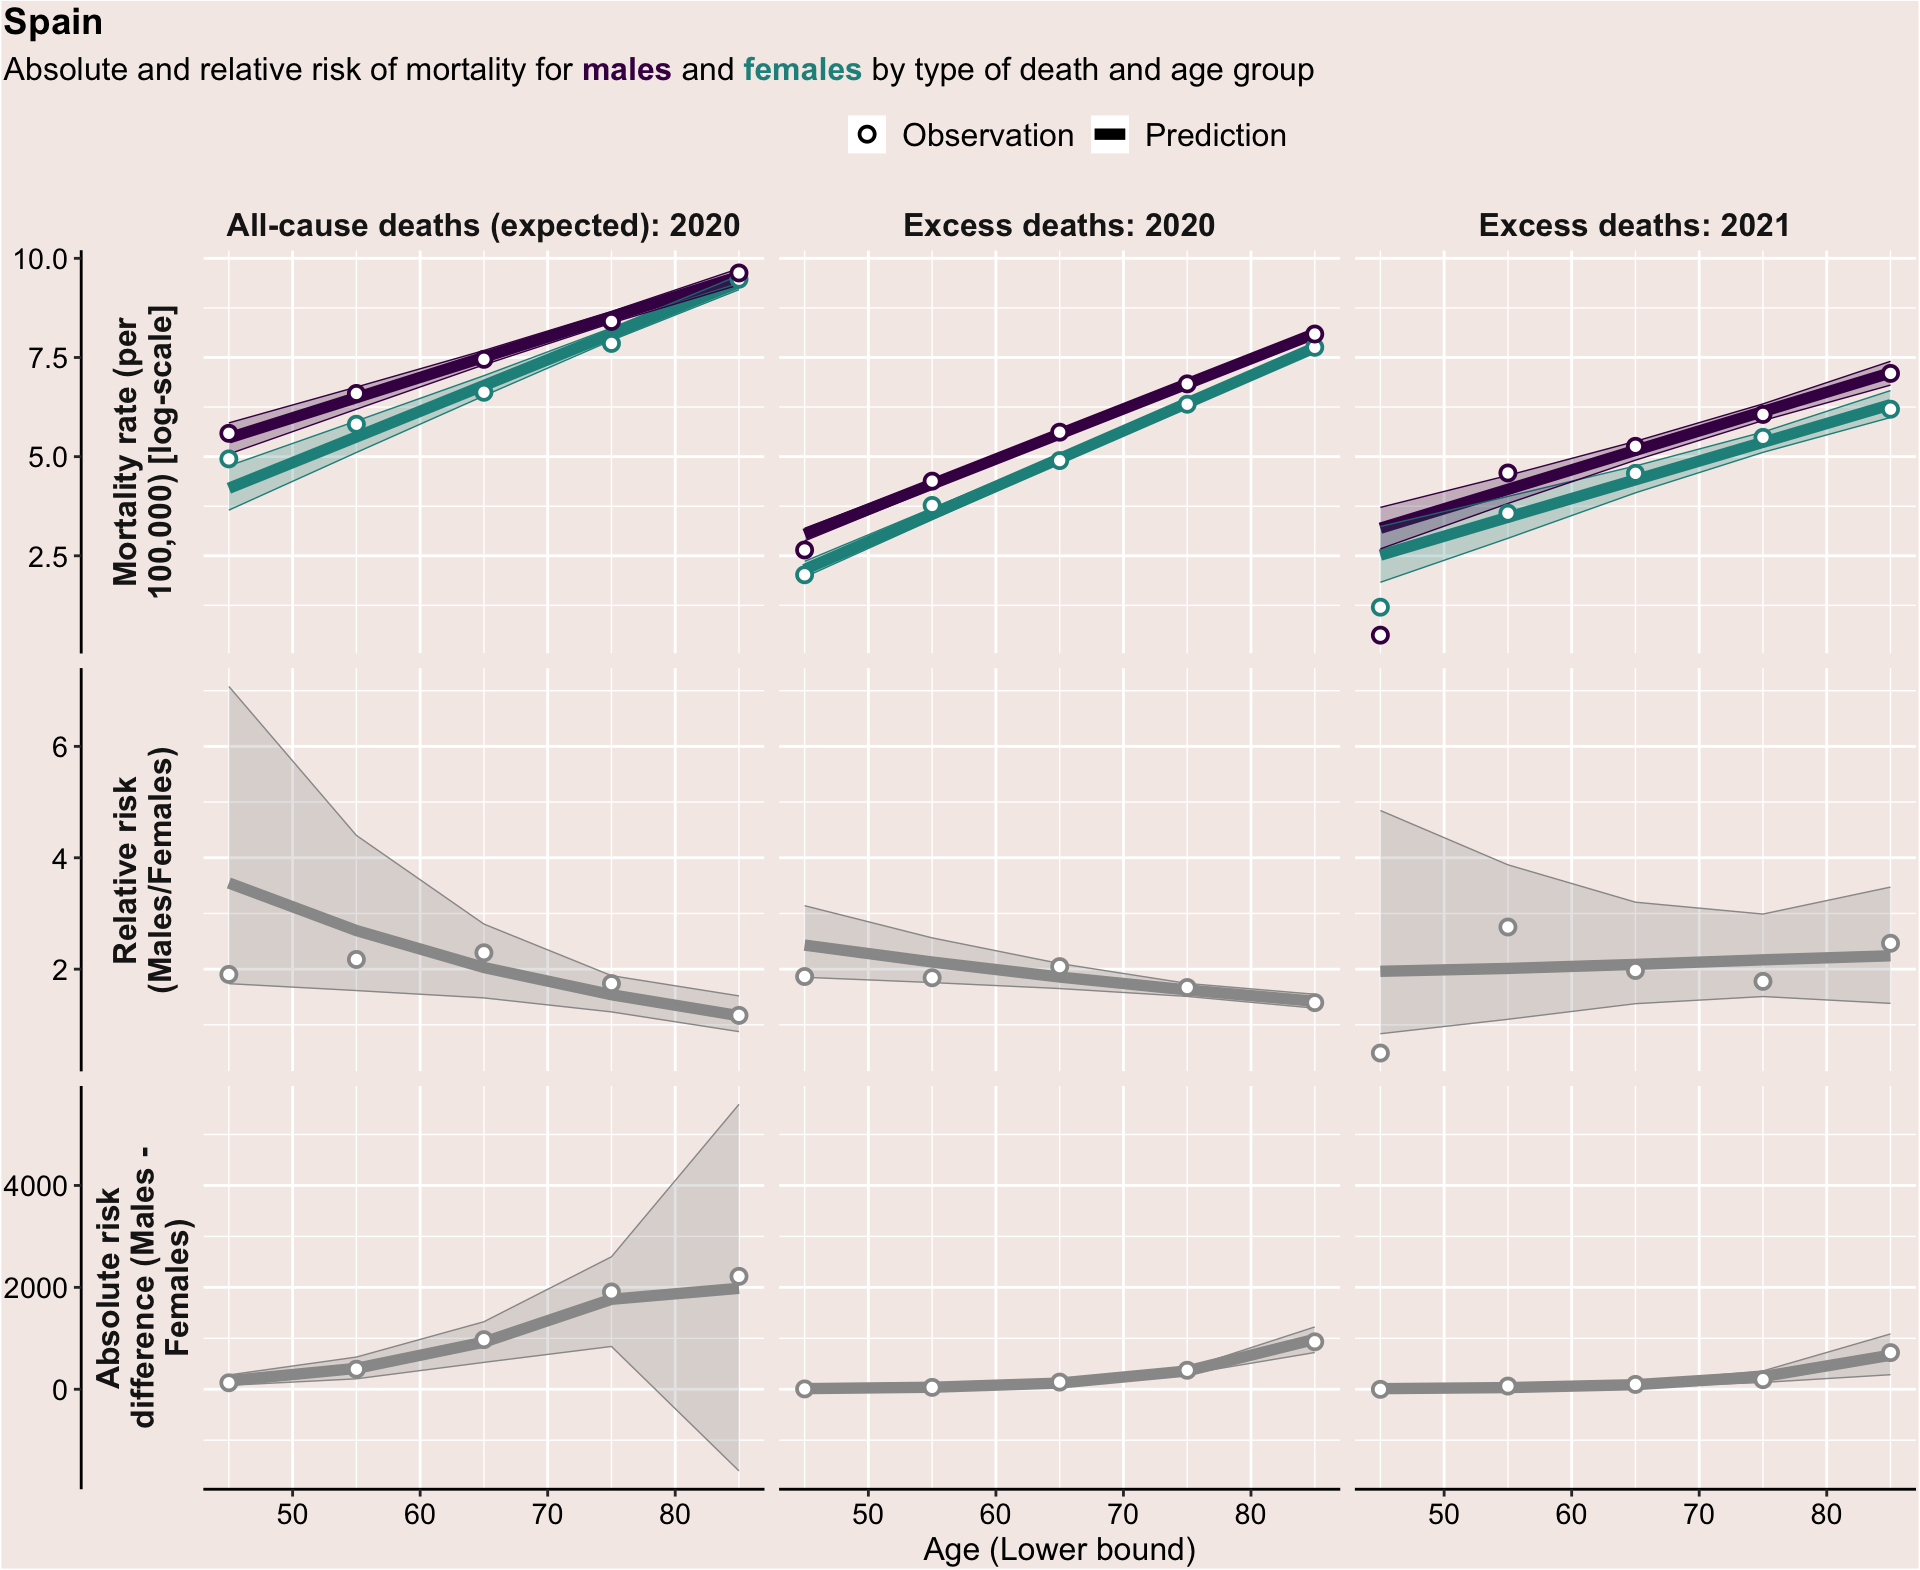 Spain
Absolute and relative risk of mortality for males and females by type of death and age group
Observation Prediction
All-cause deaths (expected): 2020
Excess deaths: 2020
Excess deaths: 2021
Mortality rate (per
100,000) [log-scale]
10.0
7.5
5.0
2.5
Relative risk
(Males/Females)
6
4
2
Absolute risk
difference (Males -
Females)
4000
2000
0
50 60 70 80
50 60 70 80
50 60 70 80
Age (Lower bound)